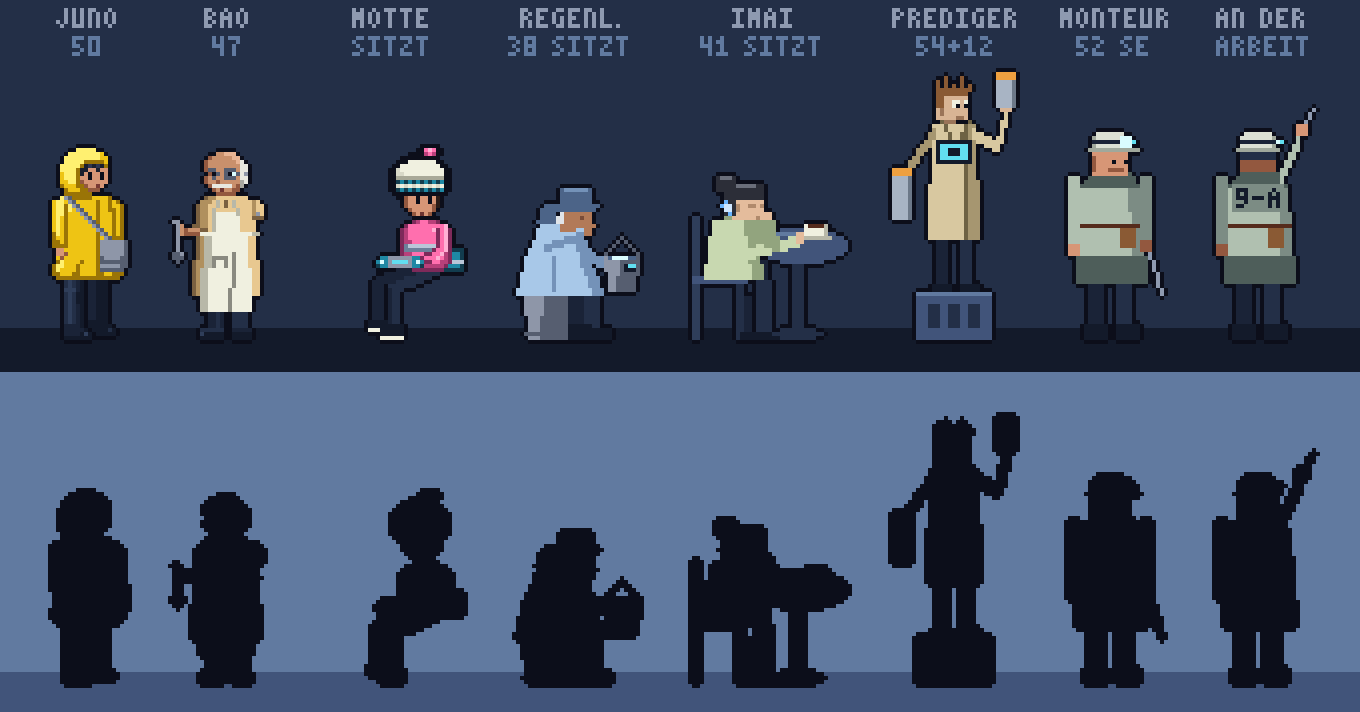 JUNO
50
BAO
47
MOTTE
SITZT
REGENL.
38 SITZT
IMAI
41 SITZT
PREDIGER
54+12
MONTEUR
52 SE
AN DER
ARBEIT
9-A